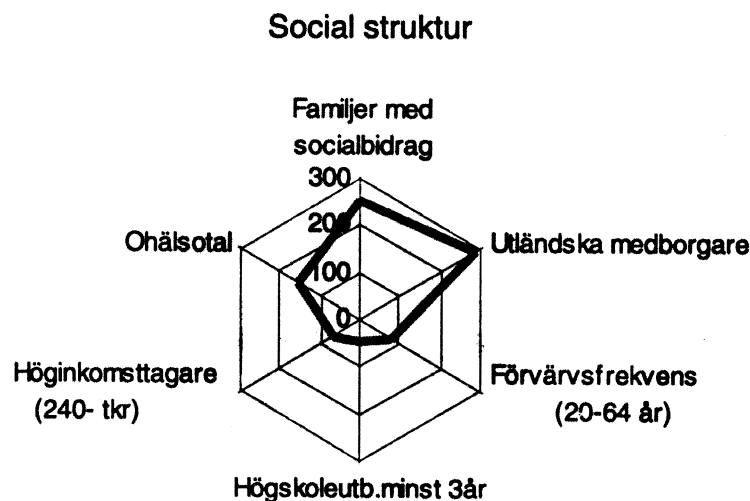 Social struktur
Familjer med
socialbidrag
300
200
100
0
Ohälsotal
Utländska medborgare
Höginkomsttagare
(240- tkr)
Förvärvsfrekvens
(20-64 år)
Högskoleutb.minst 3år